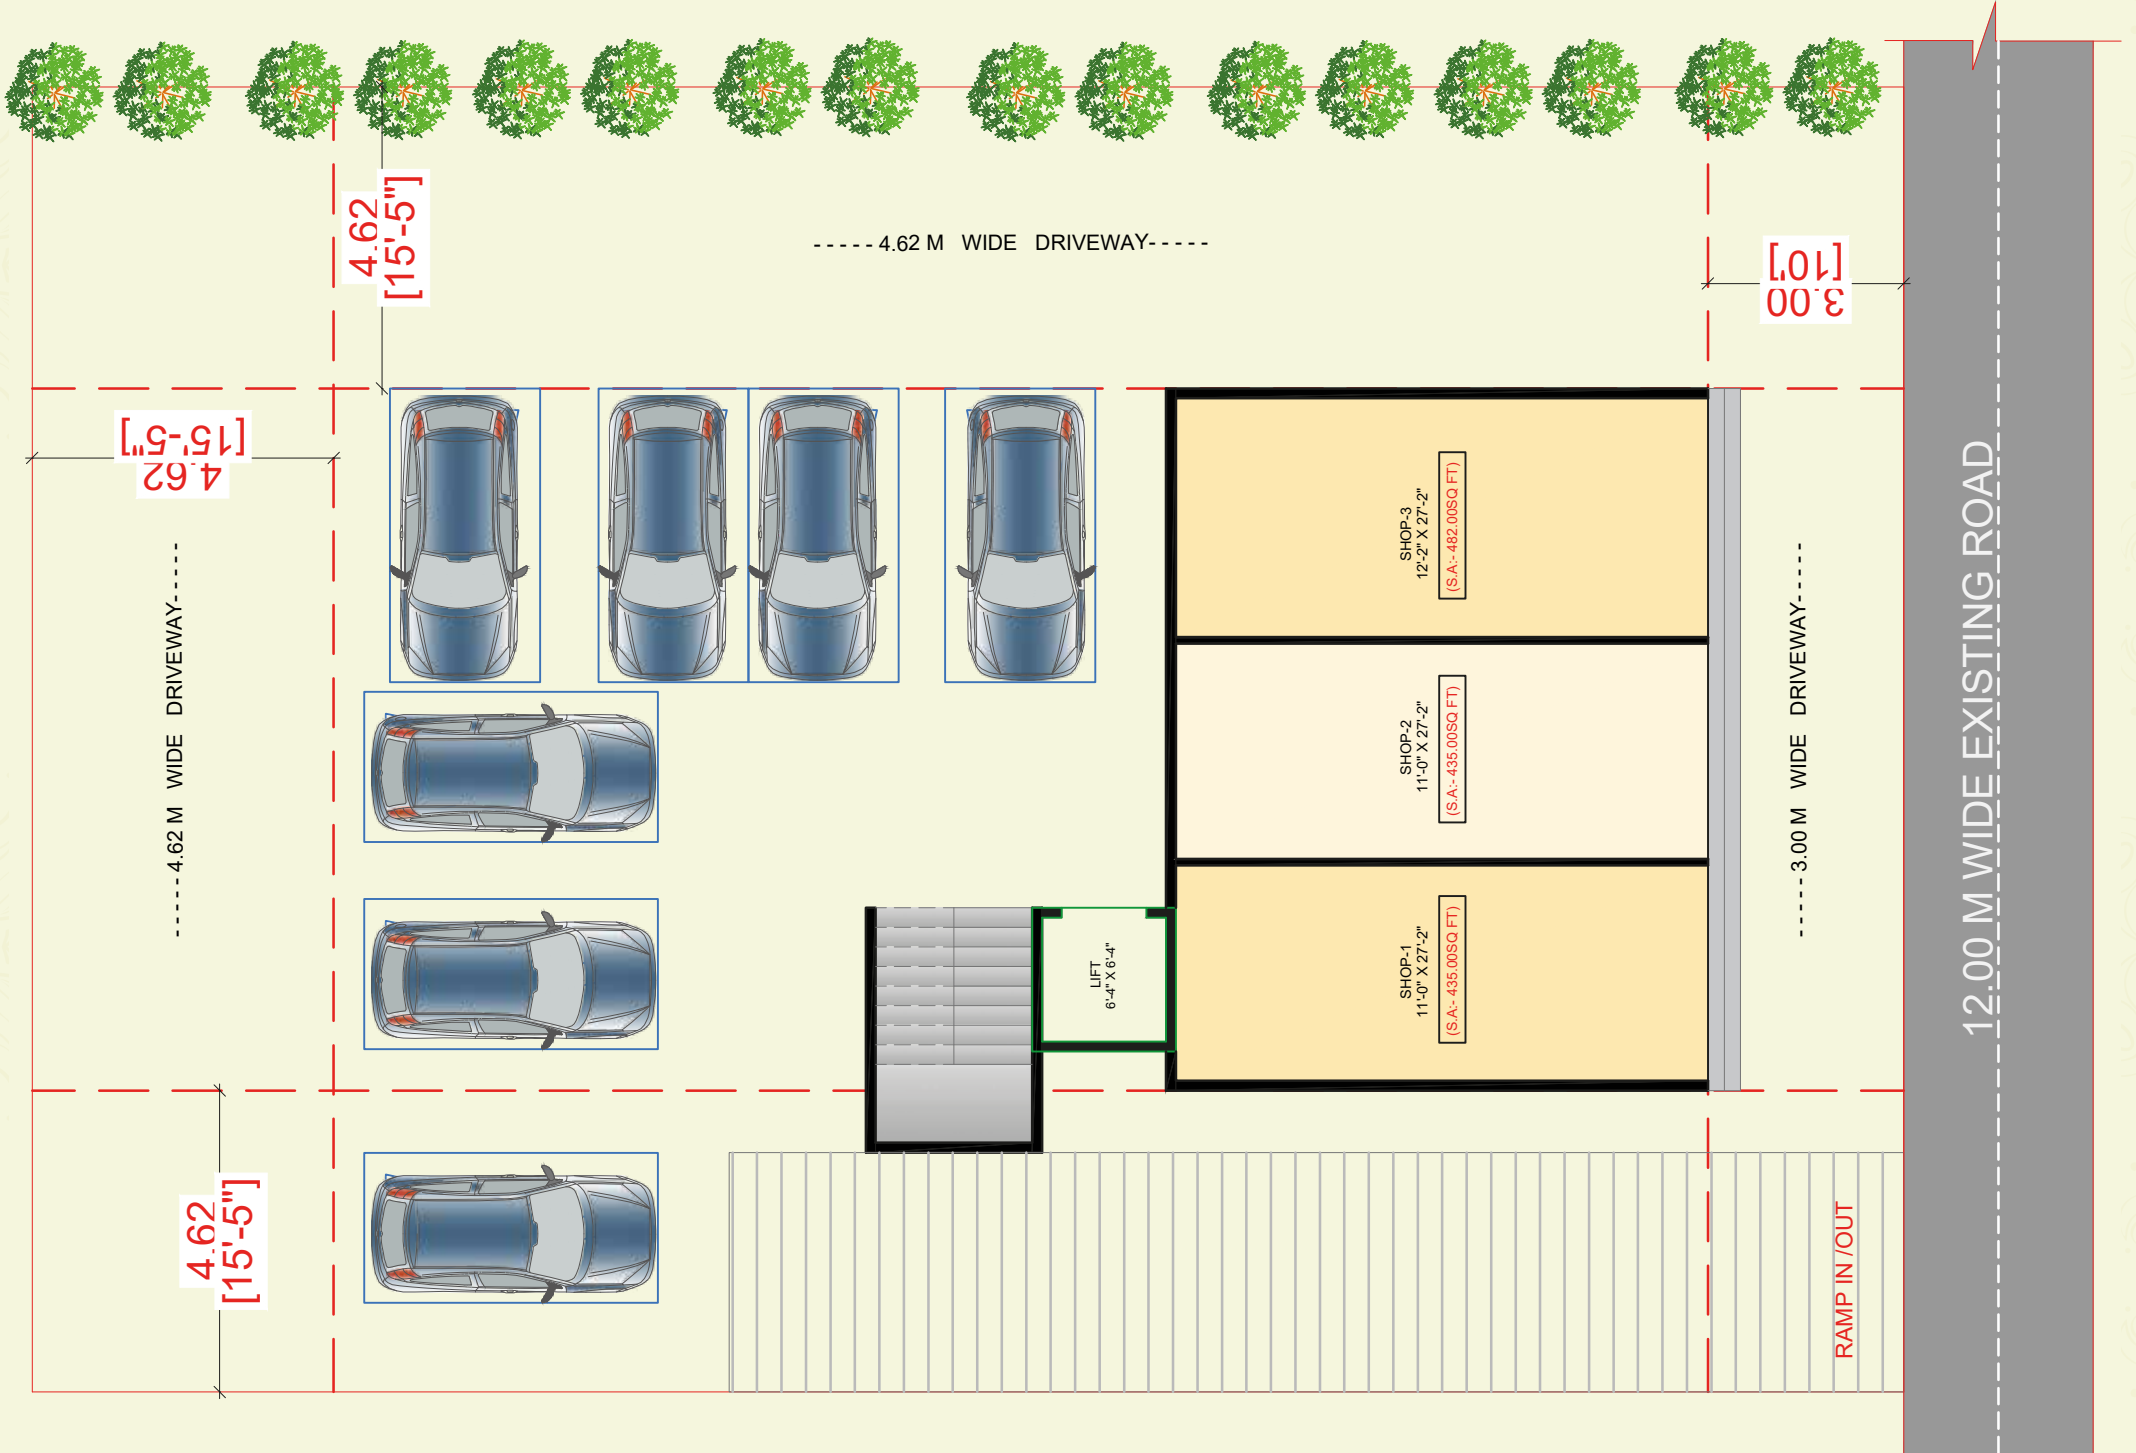 -----4.62 M WIDE DRIVEWAY-----
4.62
[15'-5"]
3.00
[10']
4.62
[15'-5"]
-----4.62 M WIDE DRIVEWAY-----
SHOP-3
12'-2" X 27'-2"
(S.A:- 482.00SQ FT)
SHOP-2
11'-0" X 27'-2"
(S.A:- 435.00SQ FT)
SHOP-1
11'-0" X 27'-2"
(S.A:- 435.00SQ FT)
LIFT
6'-4" X 6'-4"
-----3.00 M WIDE DRIVEWAY-----
12.00 M WIDE EXISTING ROAD
4.62
[15'-5"]
RAMP IN /OUT